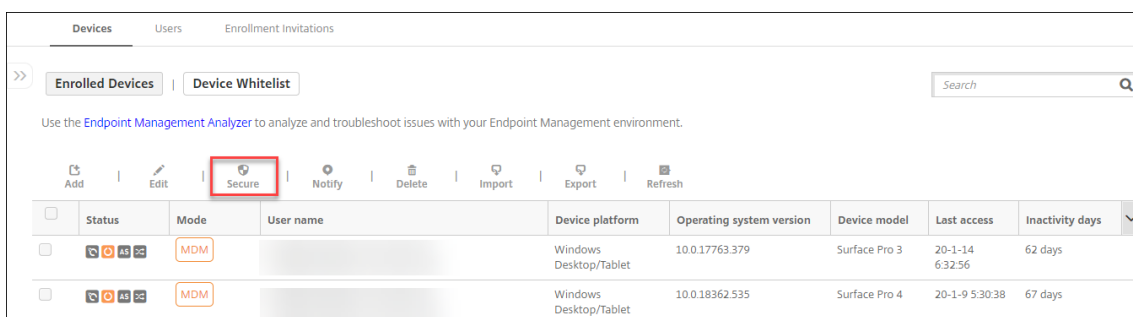 Devices Users Enrollment Invitations
Enrolled Devices | Device Whitelist Search
Use the Endpoint Management Analyzer to analyze and troubleshoot issues with your Endpoint Management environment.
Add | Edit | Secure | Notify | Delete | Import | Export | Refresh
Status Mode User name Device platform Operating system version Device model Last access Inactivity days
AS MDM Windows 10.0.17763.379 Surface Pro 3 20-1-14 62 days
Desktop/Tablet 6:32:56
AS MDM Windows 10.0.18362.535 Surface Pro 4 20-1-9 5:30:38 67 days
Desktop/Tablet